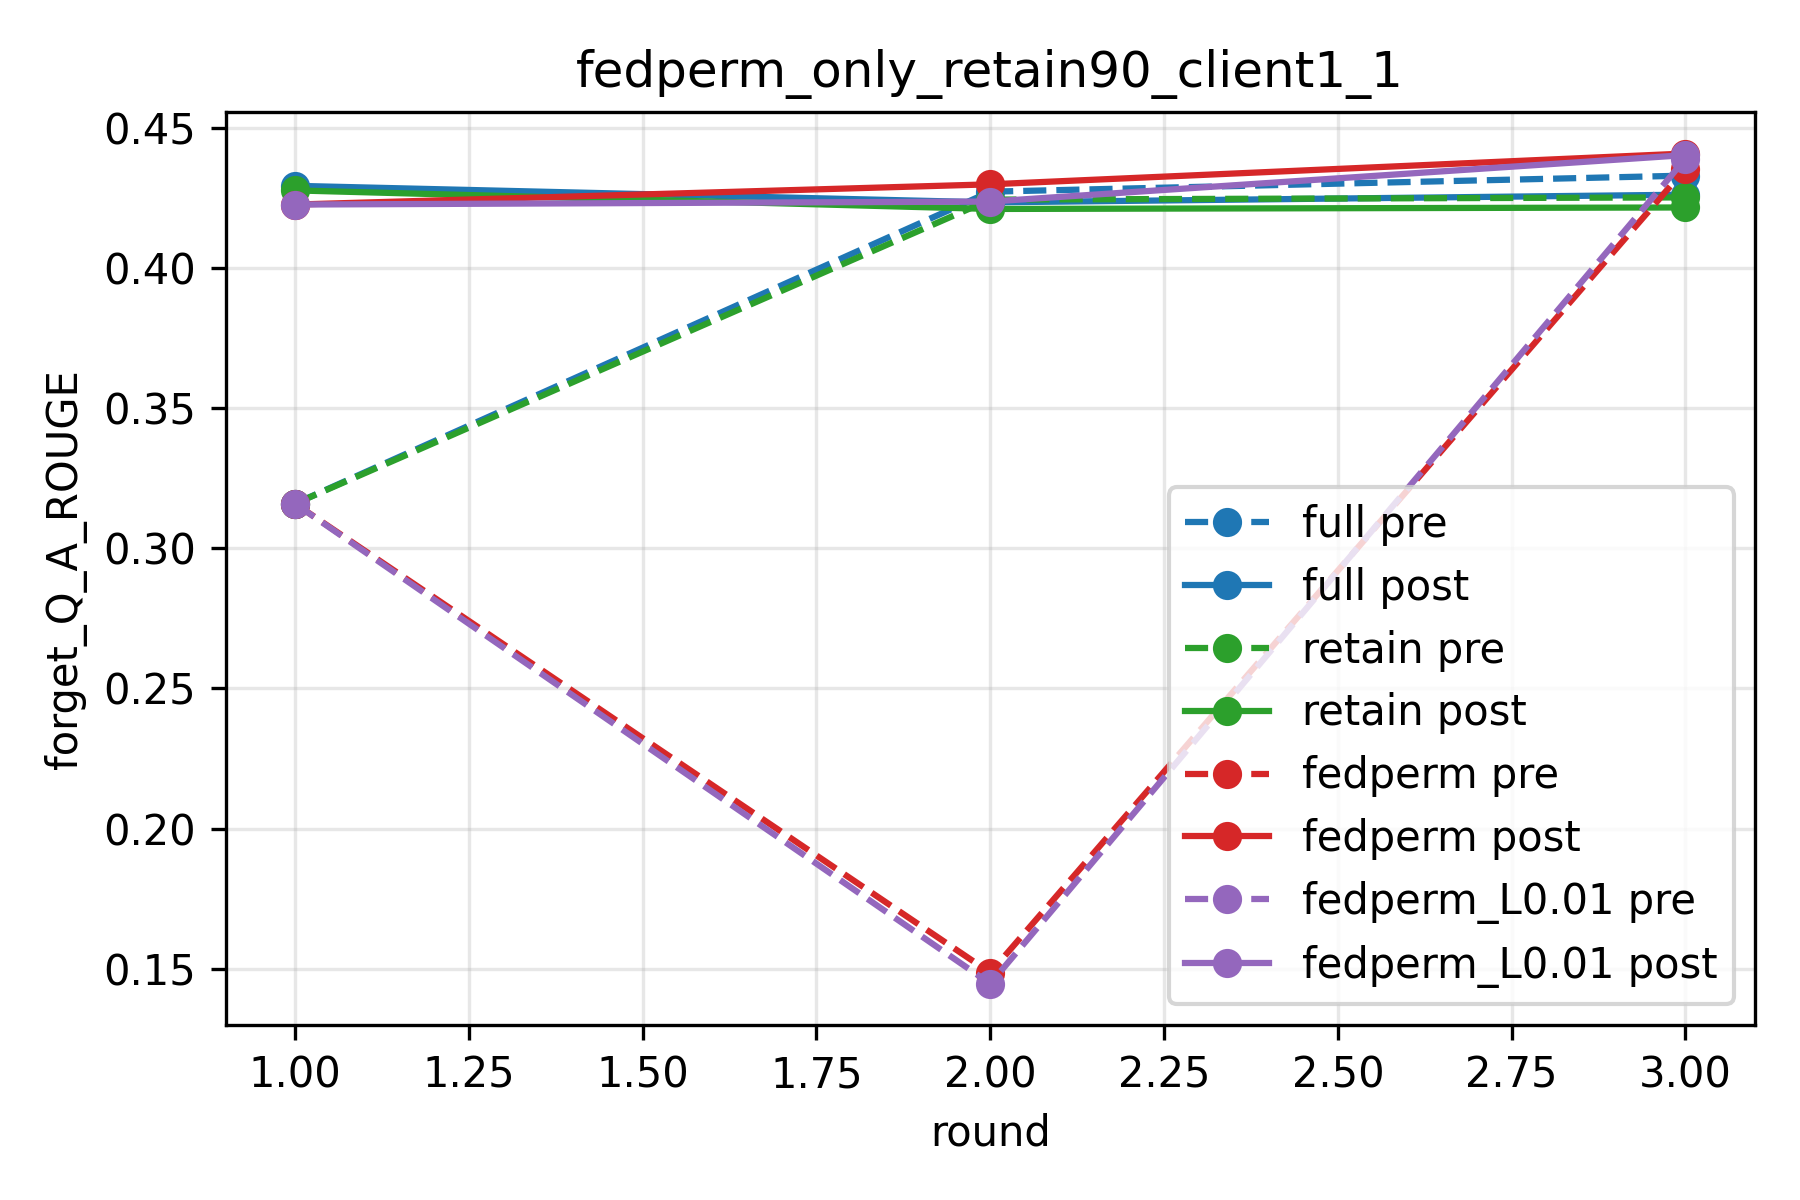 fedperm_only_retain90_client1_1
0.45
0.40
0.35
0.30
0.25
0.20
0.15
forget_Q_A_ROUGE
full pre
full post
retain pre
retain post
fedperm pre
fedperm post
fedperm_L0.01 pre
fedperm_L0.01 post
1.00 1.25 1.50 1.75 2.00 2.25 2.50 2.75 3.00
round